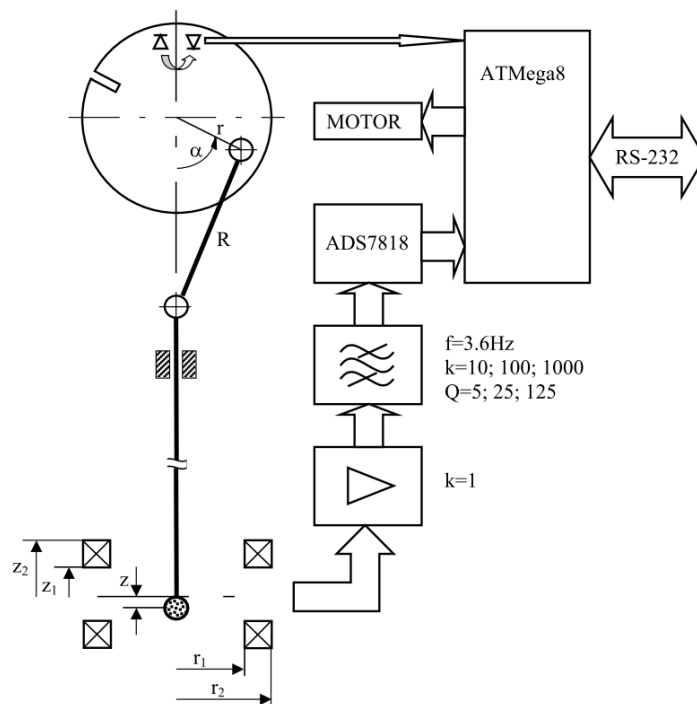 ATMega8
MOTOR
r
α
RS-232
R
ADS7818
f=3.6Hz
k=10; 100; 1000
Q=5; 25; 125
k=1
z₂
z₁
z
r₁
r₂